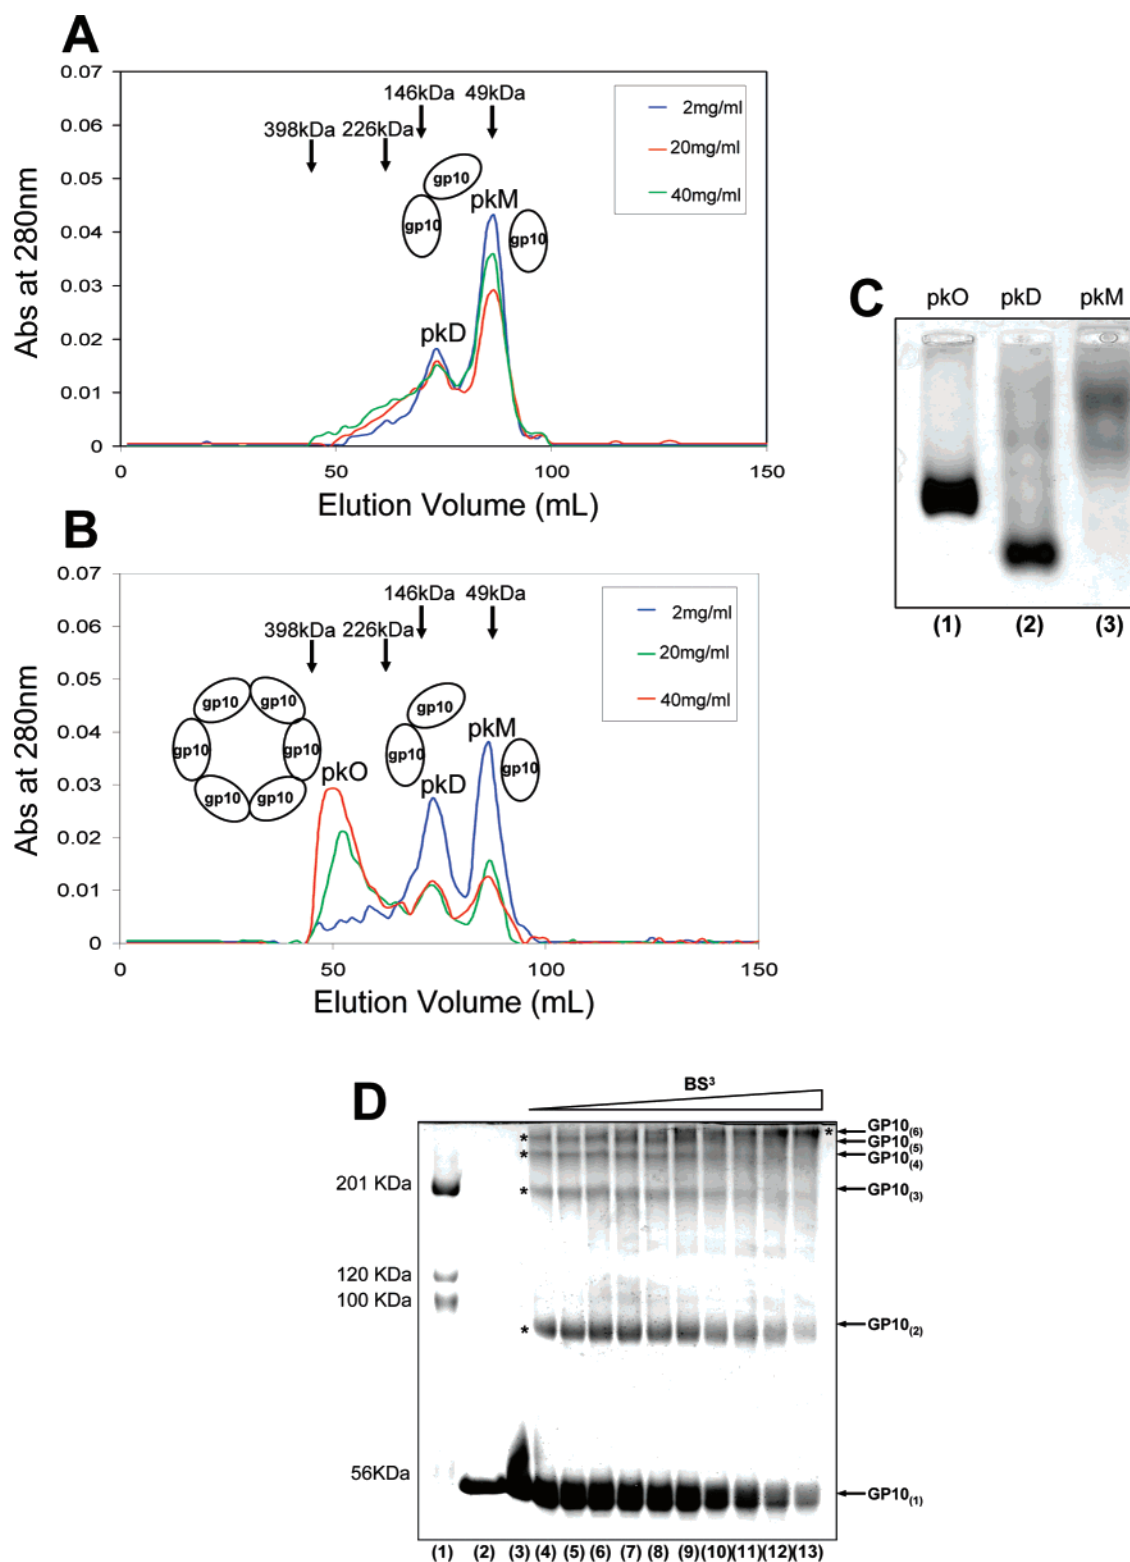 A
0.07
0.06
0.05
0.04
0.03
0.02
0.01
0
Abs at 280nm
146kDa 49kDa
398kDa 226kDa
2mg/ml
20mg/ml
40mg/ml
gp10
gp10
pkM
gp10
pkD
0 50 100 150
Elution Volume (mL)
B
0.07
0.06
0.05
0.04
0.03
0.02
0.01
0
Abs at 280nm
146kDa 49kDa
398kDa 226kDa
2mg/ml
20mg/ml
40mg/ml
gp10 gp10
gp10 gp10
gp10 gp10
pkO
gp10
gp10
pkD
pkM
gp10
0 50 100 150
Elution Volume (mL)
C
pkO pkD pkM
(1) (2) (3)
D
BS³
201 KDa
120 KDa
100 KDa
56KDa
*
*
*
*
*
GP10(6)
GP10(5)
GP10(4)
GP10(3)
GP10(2)
GP10(1)
(1) (2) (3) (4) (5) (6) (7) (8) (9) (10) (11) (12) (13)